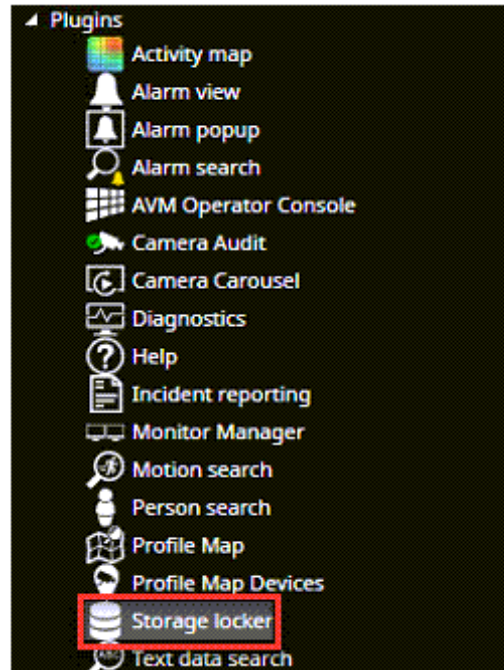 Plugins
Activity map
Alarm view
Alarm popup
Alarm search
AVM Operator Console
Camera Audit
Camera Carousel
Diagnostics
Help
Incident reporting
Monitor Manager
Motion search
Person search
Profile Map
Profile Map Devices
Storage locker
ABC Text data search